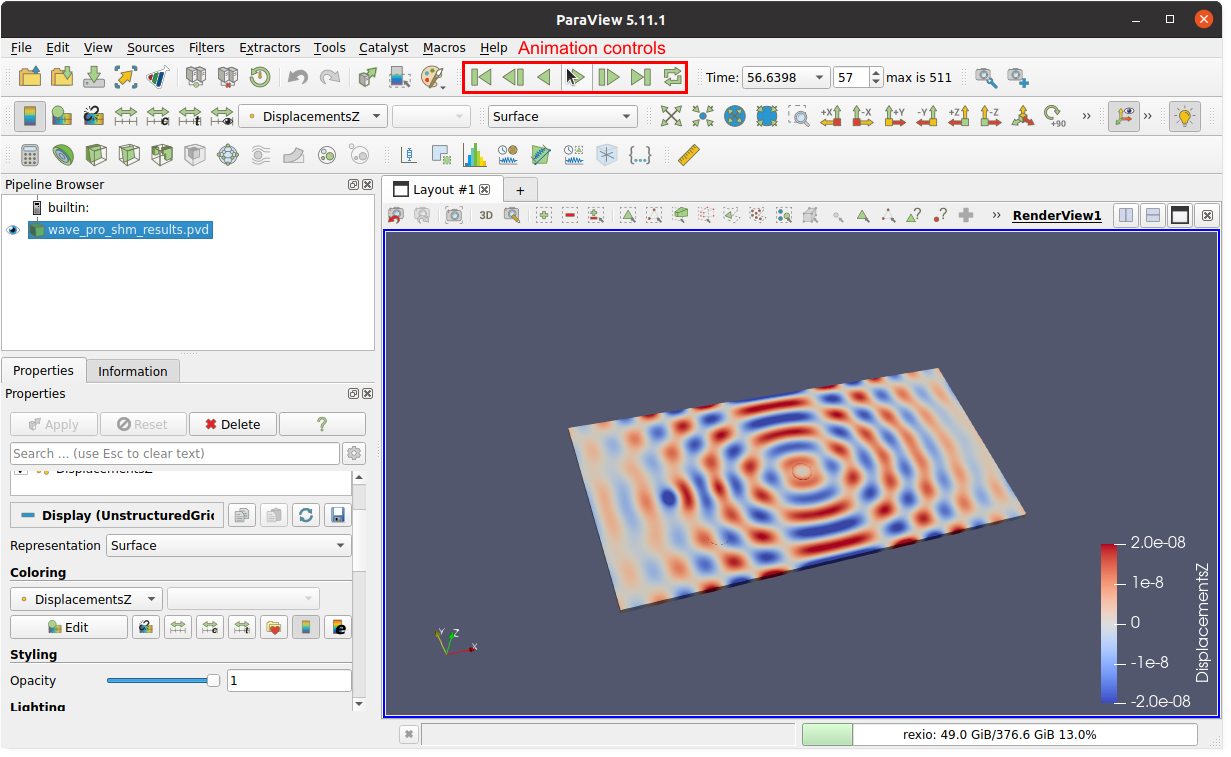 ParaView 5.11.1
File Edit View Sources Filters Extractors Tools Catalyst Macros Help Animation controls
Time: 56.6398 57 max is 511
DisplacementsZ Surface +X -X +Y -Y +Z -Z +90 »
Pipeline Browser
Layout #1 +
builtin:
3D » RenderView1
wave_pro_shm_results.pvd
Properties Information
Properties
Apply Reset Delete ?
Search ... (use Esc to clear text)
DisplacementsZ
Display (UnstructuredGri
Representation Surface
Coloring
DisplacementsZ
Edit
Styling
Opacity 1
Lighting
2.0e-08
1e-8
0
-1e-8
-2.0e-08
DisplacementsZ
Y Z X
rexio: 49.0 GiB/376.6 GiB 13.0%